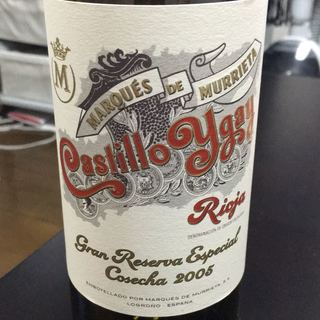 M
MARQUÉS DE MURRIETA
Castillo Ygay
Rioja
DENOMINACIÓN DE ORIGEN CALIFICADA
Gran Reserva Especial
Cosecha 2005
EMBOTELLADO POR MARQUÉS DE MURRIETA, S.A.
LOGROÑO - ESPAÑA